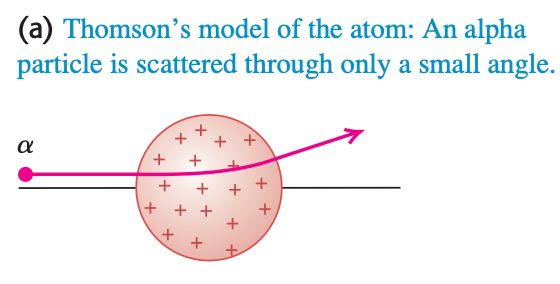 (a) Thomson's model of the atom: An alpha
particle is scattered through only a small angle.
α